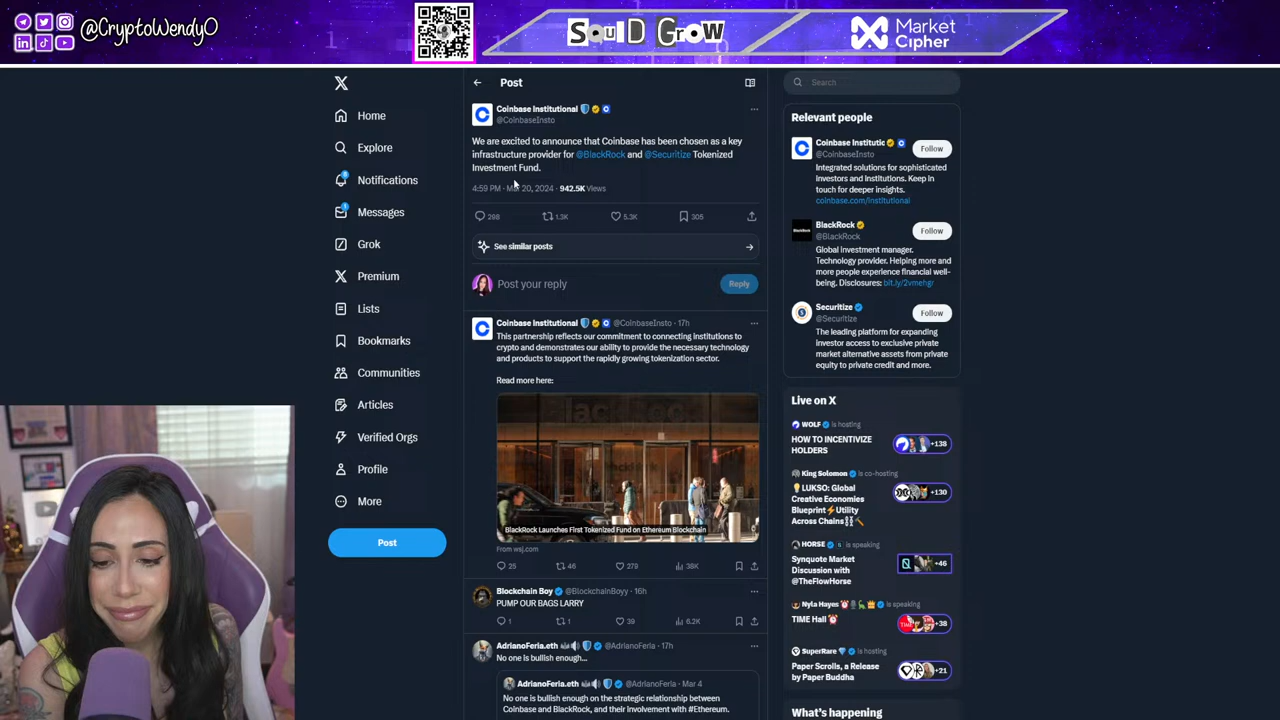 @CryptoWendyO
SquiD GroW
Market
Cipher
Post
Search
Home
Explore
Notifications
Messages
Grok
Premium
Lists
Bookmarks
Communities
Articles
Verified Orgs
Profile
More
Post
Coinbase Institutional
@CoinbaseInsto
We are excited to announce that Coinbase has been chosen as a key
infrastructure provider for @BlackRock and @Securitize Tokenized
Investment Fund.
4:59 PM · Mar 20, 2024 · 942.5K Views
298 1.3K 5.3K 305
See similar posts
Post your reply
Reply
Coinbase Institutional @CoinbaseInsto · 17h
This partnership reflects our commitment to connecting institutions to
crypto and demonstrates our ability to provide the necessary technology
and products to support the rapidly growing tokenization sector.
Read more here:
BlackRock
BlackRock Launches First Tokenized Fund on Ethereum Blockchain
From wsj.com
25 46 279 38K
Blockchain Boy @BlockchainBoyy · 16h
PUMP OUR BAGS LARRY
1 1 39 6.2K
AdrianoFeria.eth @AdrianoFeria · 17h
No one is bullish enough...
AdrianoFeria.eth @AdrianoFeria · Mar 4
No one is bullish enough on the strategic relationship between
Coinbase and BlackRock, and their involvement with #Ethereum.
Relevant people
Coinbase Institutic
@CoinbaseInsto
Follow
Integrated solutions for sophisticated
investors and institutions. Keep in
touch for deeper insights.
coinbase.com/institutional
BlackRock
@BlackRock
Follow
Global investment manager.
Technology provider. Helping more and
more people experience financial well-
being. Disclosures: bit.ly/2vmehgr
Securitize
@Securitize
Follow
The leading platform for expanding
investor access to exclusive private
market alternative assets from private
equity to private credit and more.
Live on X
WOLF is hosting
HOW TO INCENTIVIZE
HOLDERS
+138
King Solomon is co-hosting
LUKSO: Global
Creative Economies
Blueprint⚡Utility
Across Chains
+130
HORSE is speaking
Synquote Market
Discussion with
@TheFlowHorse
+46
Nyla Hayes is speaking
TIME Hall
+38
SuperRare is hosting
Paper Scrolls, a Release
by Paper Buddha
+21
What's happening